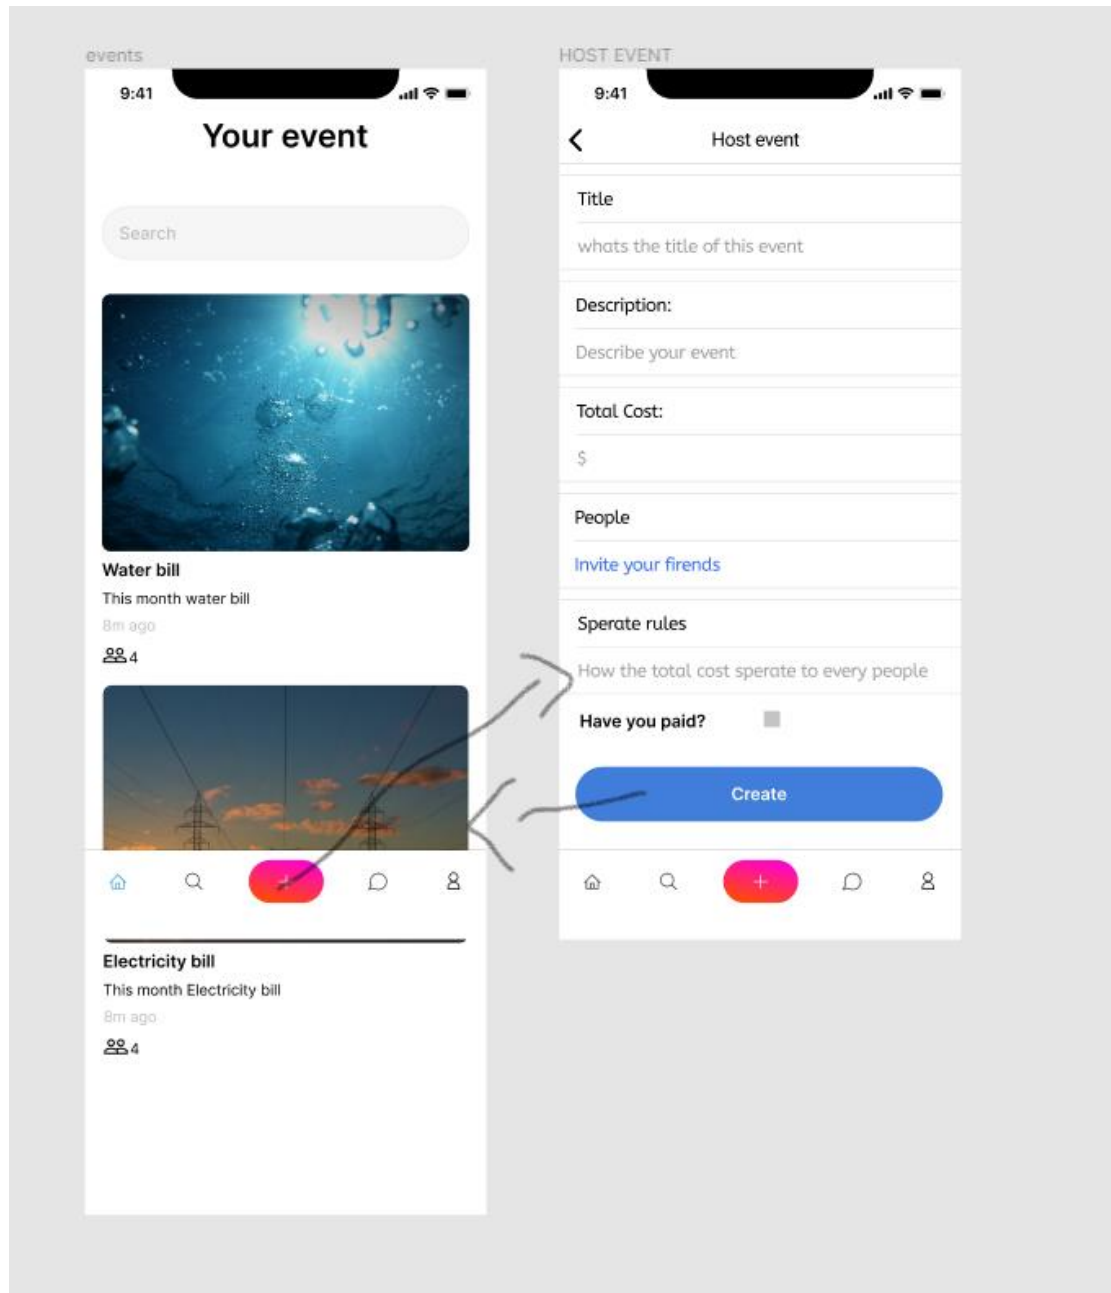 events
9:41
Your event
Search
Water bill
This month water bill
8m ago
4
Electricity bill
This month Electricity bill
8m ago
4
HOST EVENT
9:41
Host event
Title
whats the title of this event
Description:
Describe your event
Total Cost:
$
People
Invite your firends
Sperate rules
How the total cost sperate to every people
Have you paid?
Create